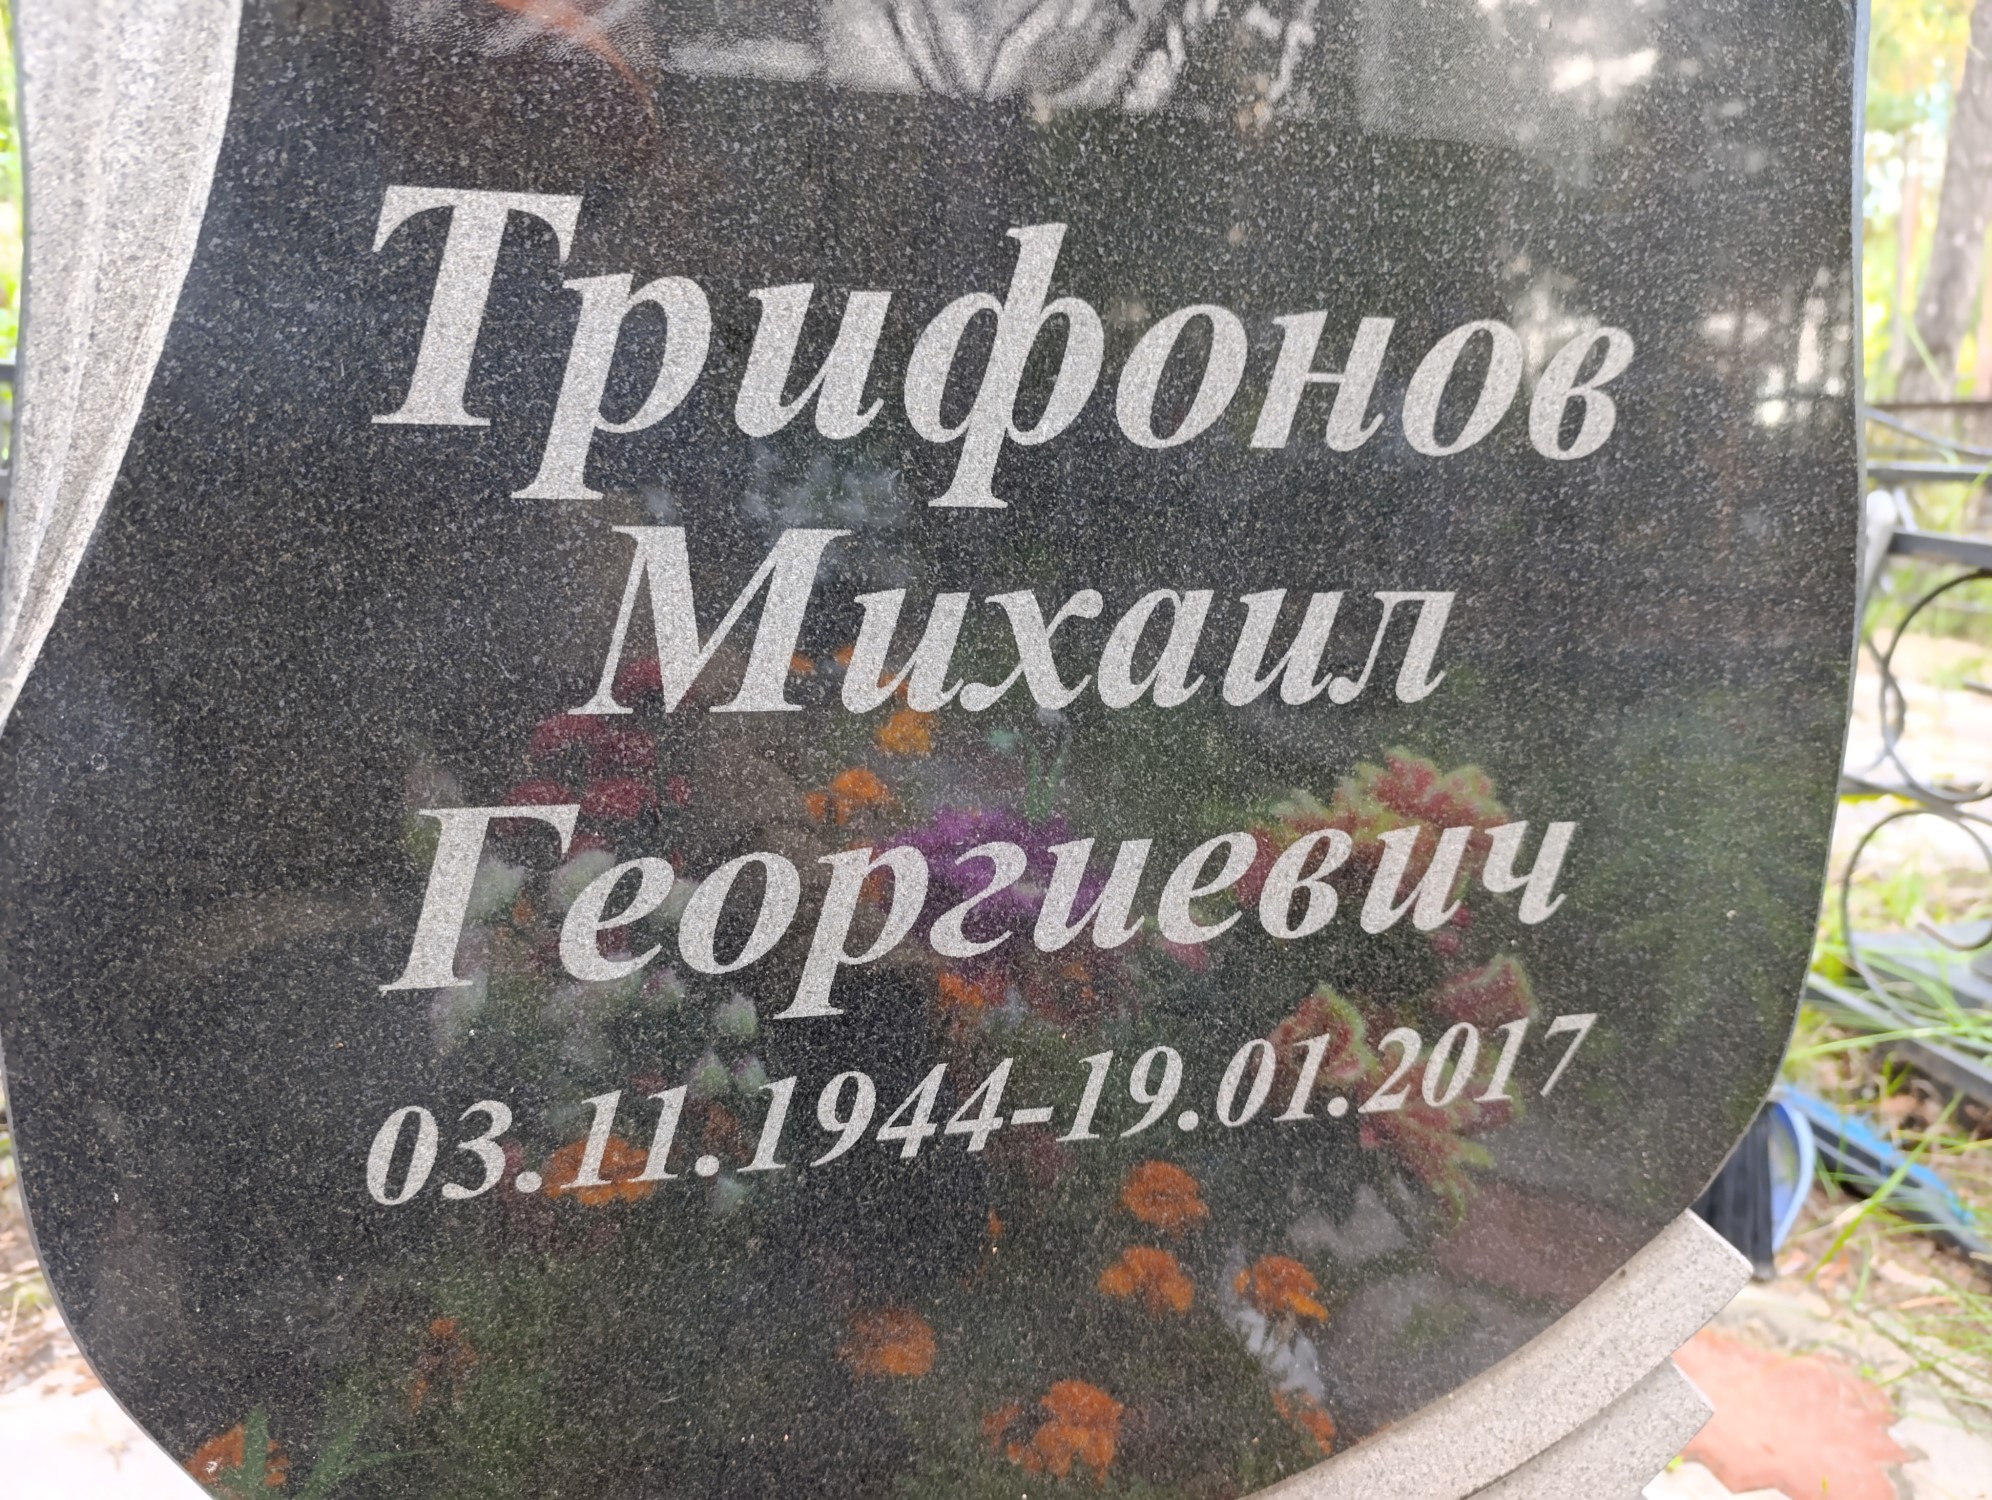 Трифонов
Михаил
Георгиевич
03.11.1944-19.01.2017